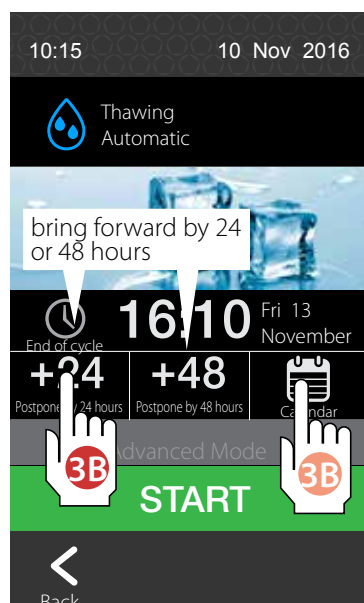 10:15 10 Nov 2016
Thawing
Automatic
bring forward by 24
or 48 hours
16:10 Fri 13
November
End of cycle
+24 +48
Postpone by 24 hours Postpone by 48 hours Calendar
3B Advanced Mode 3B
START
Back